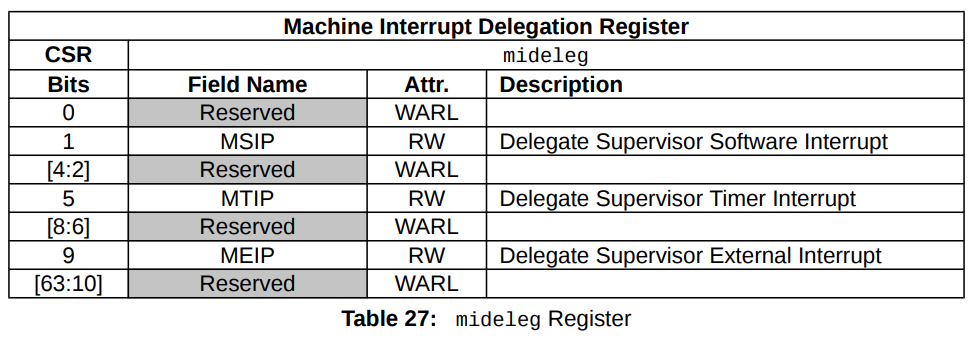 Machine Interrupt Delegation Register
CSR mideleg
Bits Field Name Attr. Description
0 Reserved WARL
1 MSIP RW Delegate Supervisor Software Interrupt
[4:2] Reserved WARL
5 MTIP RW Delegate Supervisor Timer Interrupt
[8:6] Reserved WARL
9 MEIP RW Delegate Supervisor External Interrupt
[63:10] Reserved WARL
Table 27: mideleg Register